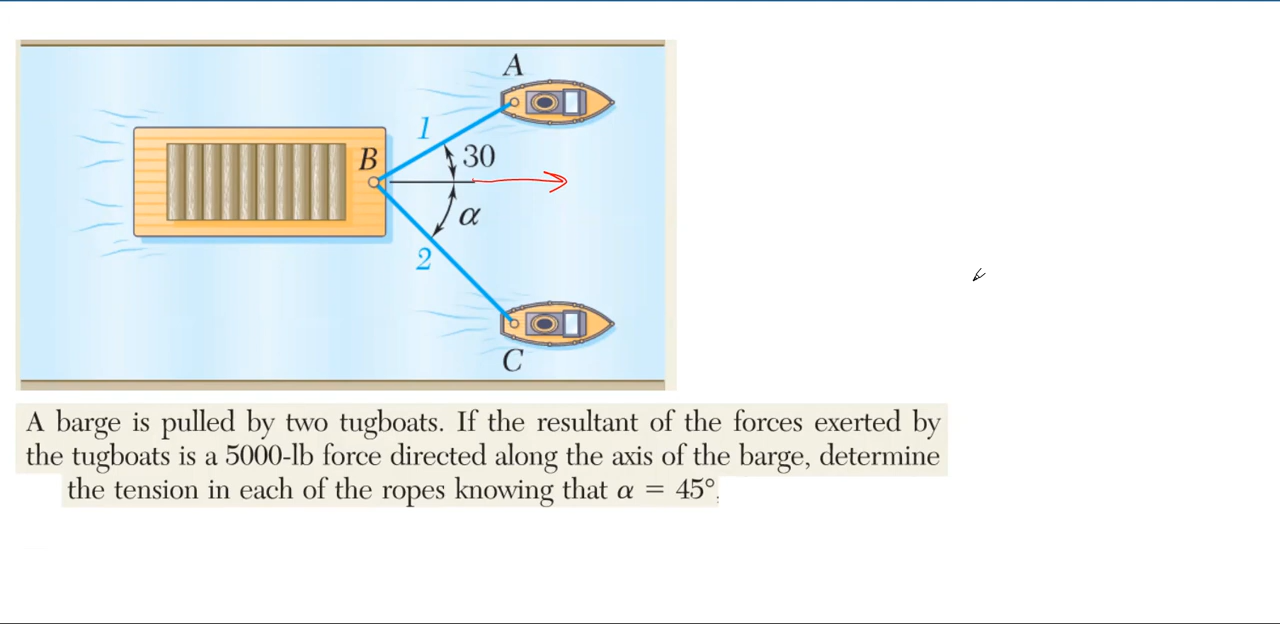 A
1
B
30
α
2
C
A barge is pulled by two tugboats. If the resultant of the forces exerted by
the tugboats is a 5000-lb force directed along the axis of the barge, determine
the tension in each of the ropes knowing that α = 45°,